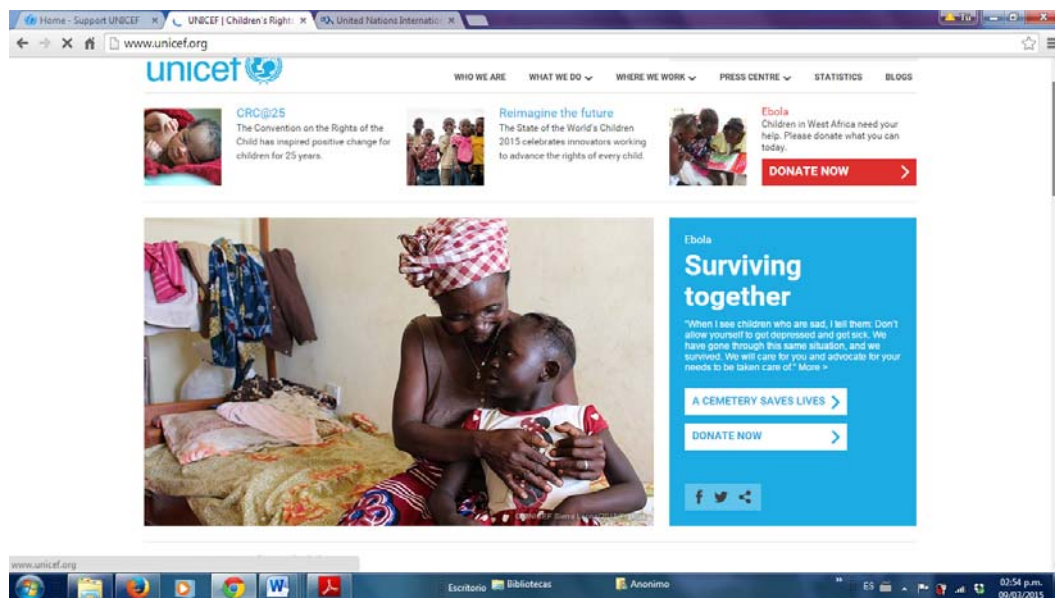 Home - Support UNICEF
UNICEF | Children's Rights
United Nations Internatio
www.unicef.org
unicef
WHO WE ARE
WHAT WE DO
WHERE WE WORK
PRESS CENTRE
STATISTICS
BLOGS
CRC@25
The Convention on the Rights of the
Child has inspired positive change for
children for 25 years.
Reimagine the future
The State of the World's Children
2015 celebrates innovators working
to advance the rights of every child.
Ebola
Children in West Africa need your
help. Please donate what you can
today.
DONATE NOW
Ebola
Surviving
together
"When I see children who are sad, I tell them: Don't
allow yourself to get depressed and get sick. We
have gone through this same situation, and we
survived. We will care for you and advocate for your
needs to be taken care of." More >
A CEMETERY SAVES LIVES
DONATE NOW
www.unicef.org
Escritorio
Bibliotecas
Anonimo
ES
02:54 p.m.
09/03/2015